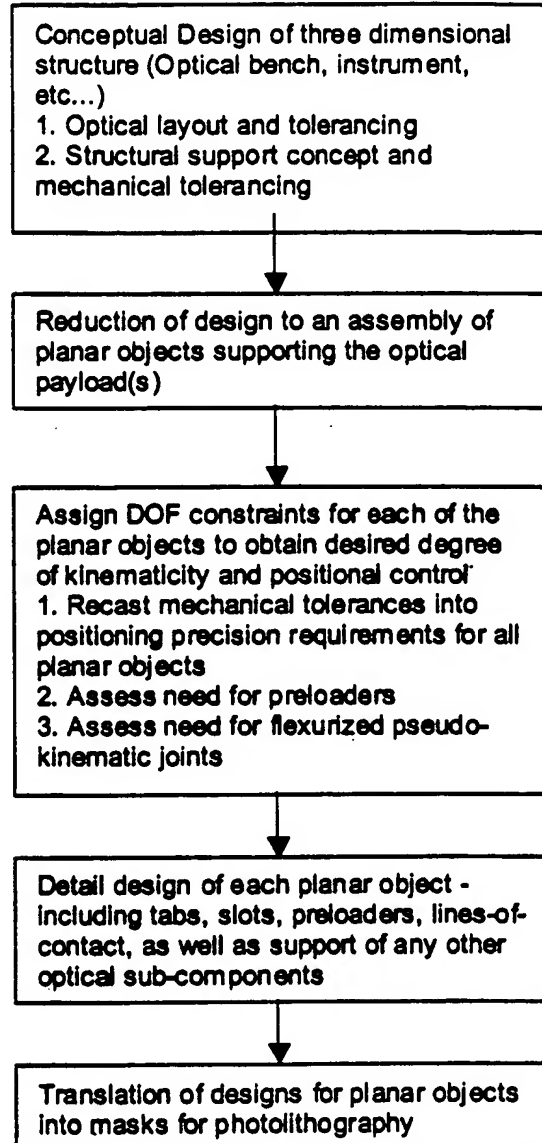 Conceptual Design of three dimensional
structure (Optical bench, instrument,
etc...)
1. Optical layout and tolerancing
2. Structural support concept and
mechanical tolerancing
Reduction of design to an assembly of
planar objects supporting the optical
payload(s)
Assign DOF constraints for each of the
planar objects to obtain desired degree
of kinematicity and positional control
1. Recast mechanical tolerances into
positioning precision requirements for all
planar objects
2. Assess need for preloaders
3. Assess need for flexurized pseudo-
kinematic joints
Detail design of each planar object -
including tabs, slots, preloaders, lines-of-
contact, as well as support of any other
optical sub-components
Translation of designs for planar objects
into masks for photolithography